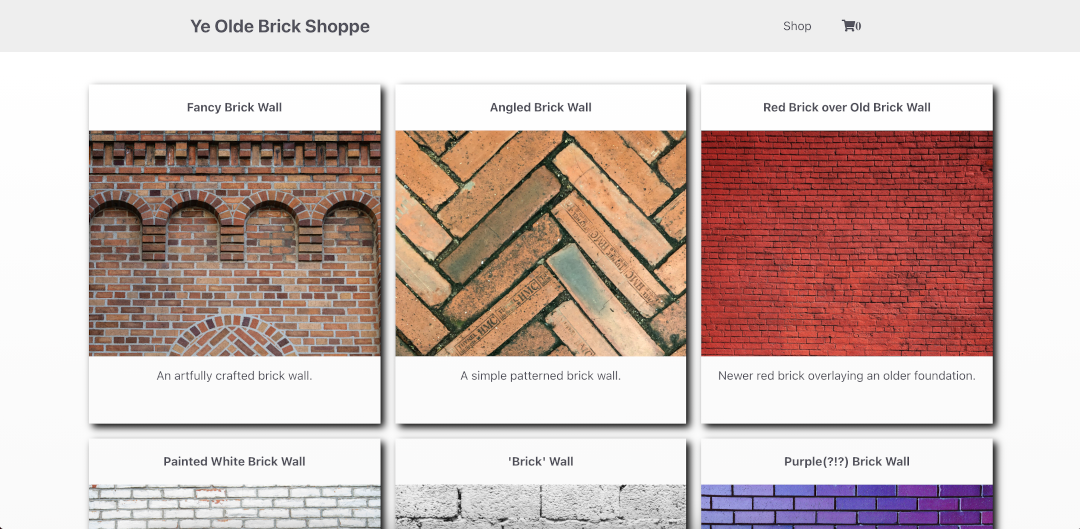 Ye Olde Brick Shoppe
Shop
0
Fancy Brick Wall
Angled Brick Wall
Red Brick over Old Brick Wall
An artfully crafted brick wall.
A simple patterned brick wall.
Newer red brick overlaying an older foundation.
Painted White Brick Wall
'Brick' Wall
Purple(?!?) Brick Wall